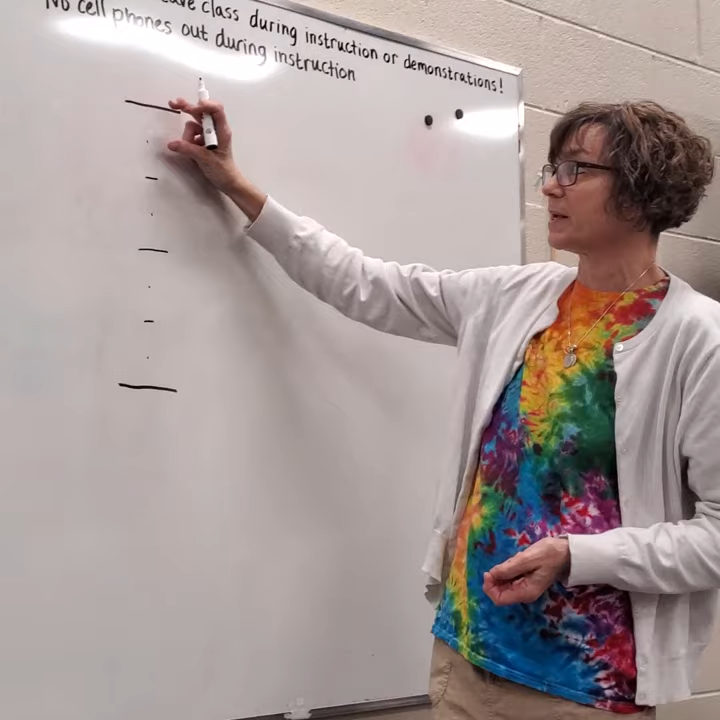 class during instruction or demonstrations!
No cell phones out during instruction